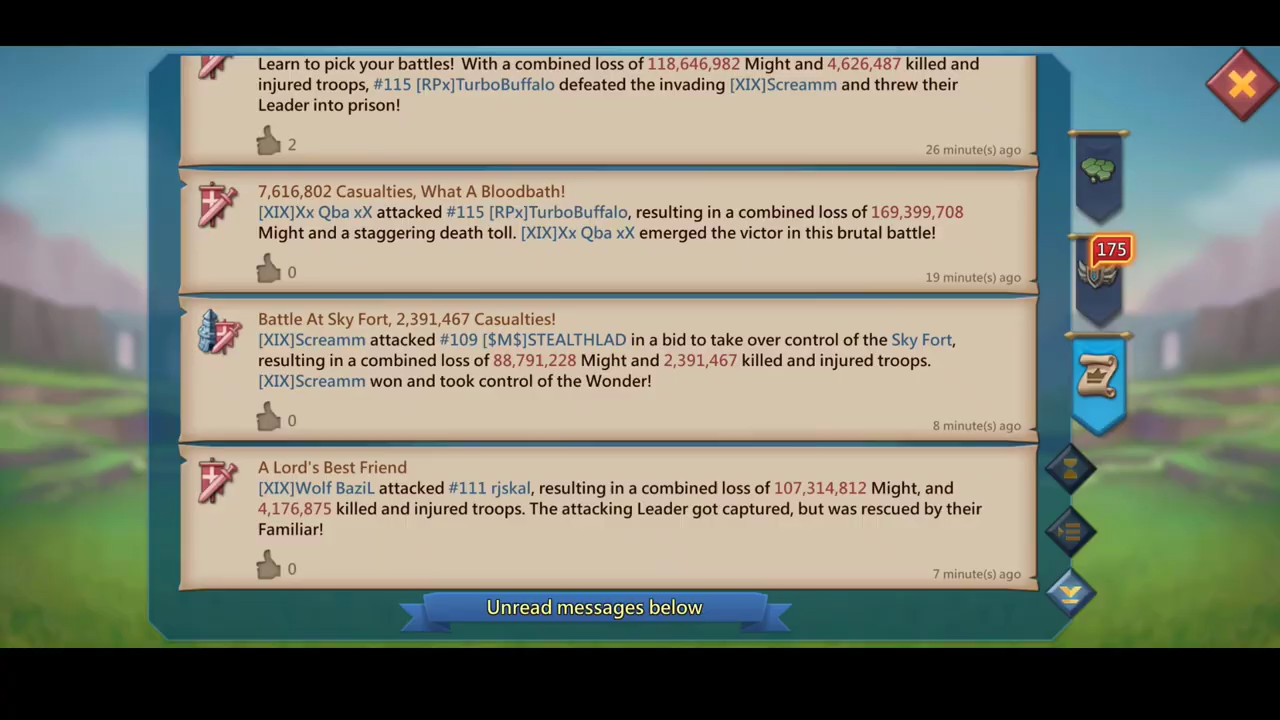 Learn to pick your battles! With a combined loss of 118,646,982 Might and 4,626,487 killed and
injured troops, #115 [RPx]TurboBuffalo defeated the invading [XIX]Screamm and threw their
Leader into prison!
2
26 minute(s) ago
7,616,802 Casualties, What A Bloodbath!
[XIX]Xx Qba xX attacked #115 [RPx]TurboBuffalo, resulting in a combined loss of 169,399,708
Might and a staggering death toll. [XIX]Xx Qba xX emerged the victor in this brutal battle!
0
19 minute(s) ago
175
Battle At Sky Fort, 2,391,467 Casualties!
[XIX]Screamm attacked #109 [$M$]STEALTHLAD in a bid to take over control of the Sky Fort,
resulting in a combined loss of 88,791,228 Might and 2,391,467 killed and injured troops.
[XIX]Screamm won and took control of the Wonder!
0
8 minute(s) ago
A Lord's Best Friend
[XIX]Wolf BaziL attacked #111 rjskal, resulting in a combined loss of 107,314,812 Might, and
4,176,875 killed and injured troops. The attacking Leader got captured, but was rescued by their
Familiar!
0
7 minute(s) ago
Unread messages below